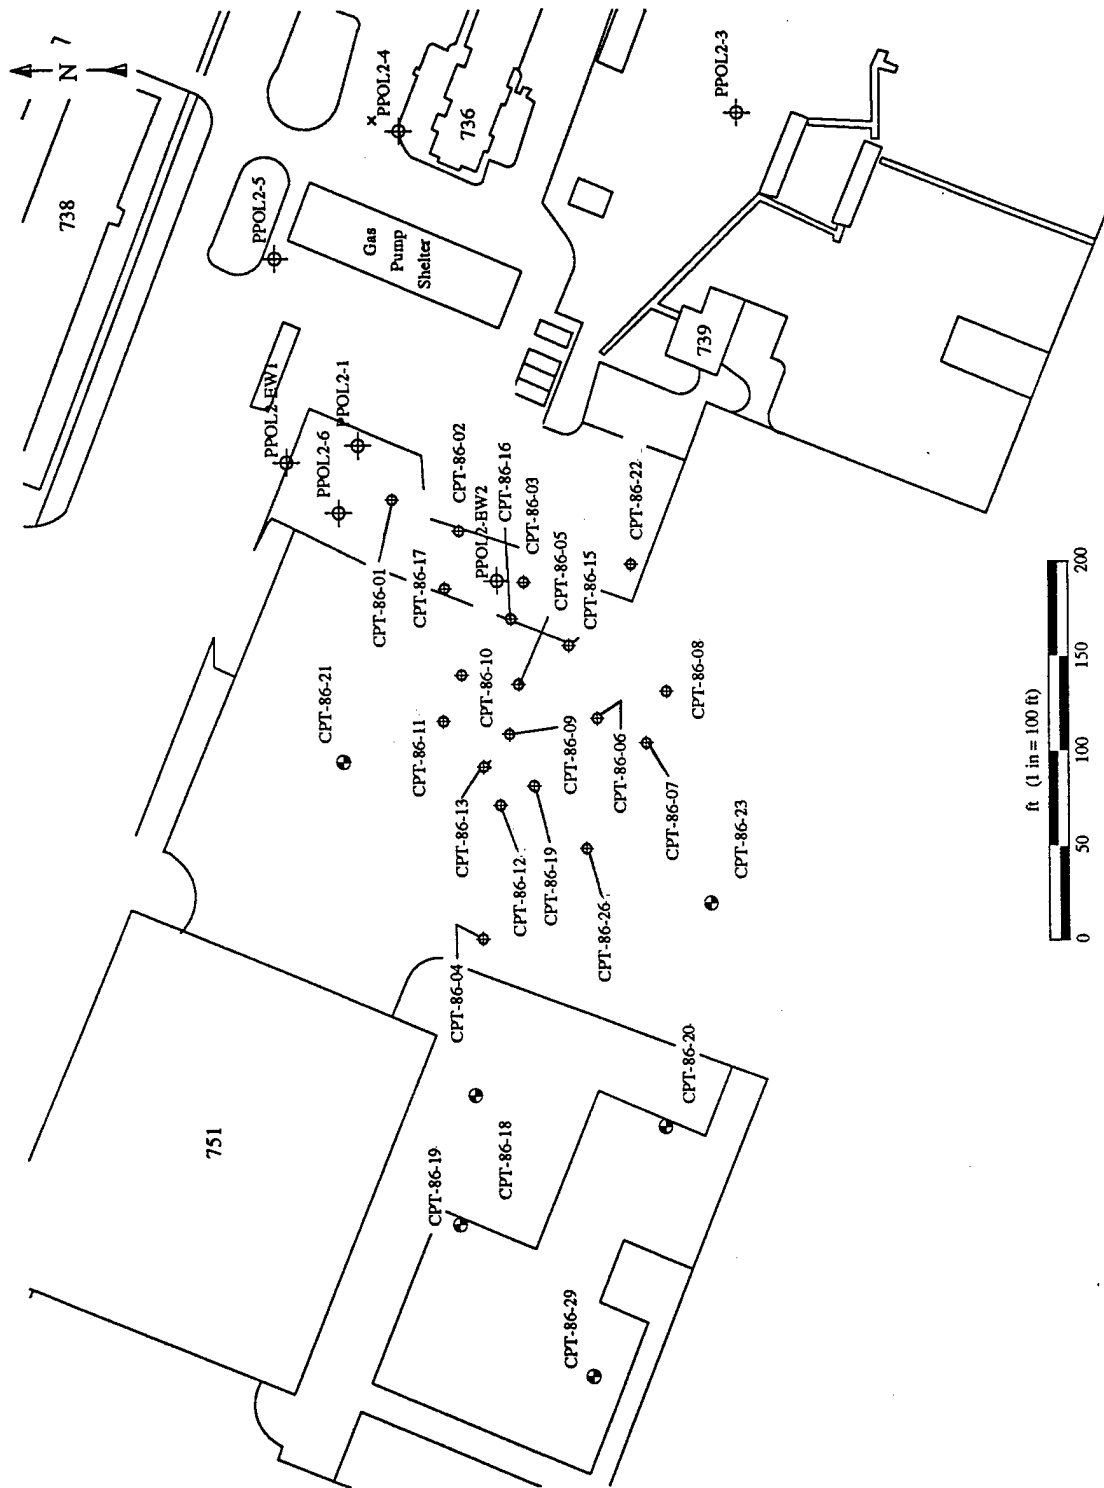 N
738
PPOL2-4
736
PPOL2-3
PPOL2-5
Gas
Pump
Shelter
739
PPOL2-EW1
PPOL2-1
PPOL2-6
CPT-86-02
CPT-86-16
PPOL2-EW2
CPT-86-03
CPT-86-22
CPT-86-01
CPT-86-17
CPT-86-05
CPT-86-15
CPT-86-21
CPT-86-10
CPT-86-11
CPT-86-08
CPT-86-09
CPT-86-06
CPT-86-07
CPT-86-13
CPT-86-12
CPT-86-19
CPT-86-26
CPT-86-23
CPT-86-04
751
CPT-86-20
CPT-86-18
CPT-86-19
CPT-86-29
ft (1 in = 100 ft)
0 50 100 150 200